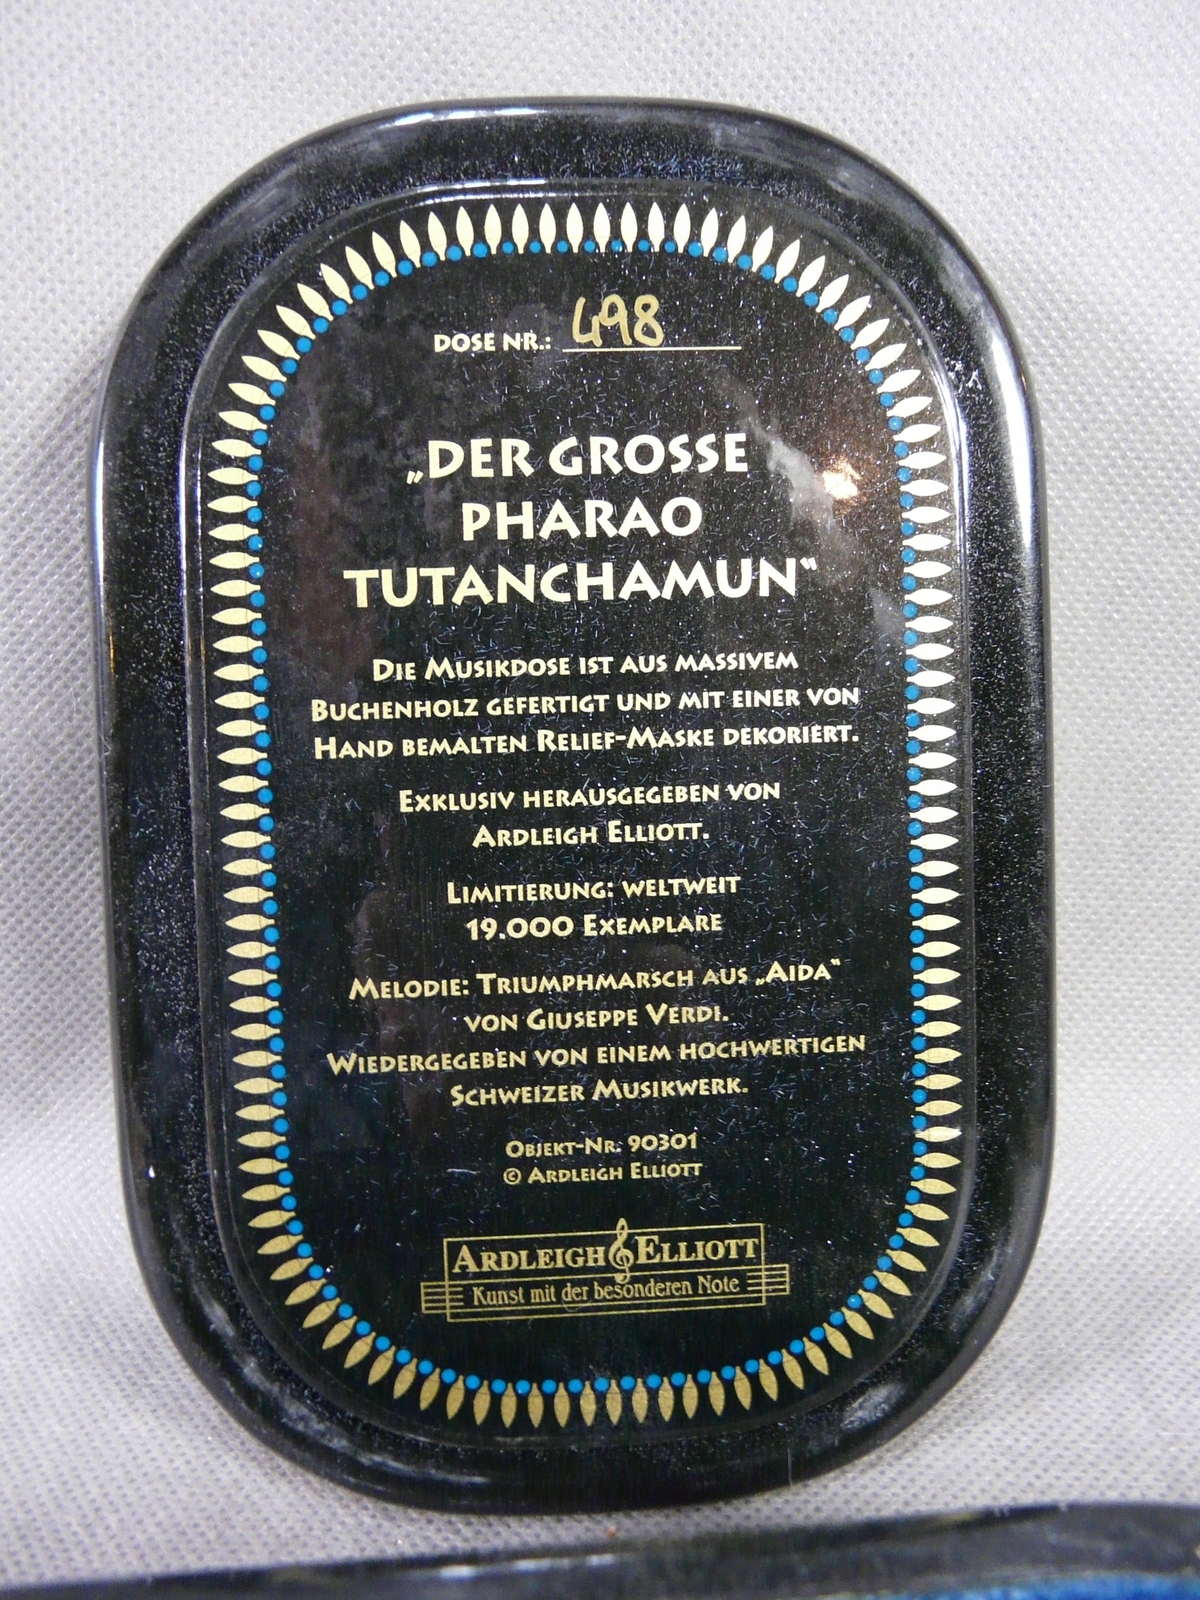 DOSE NR.: 498
„DER GROSSE
PHARAO
TUTANCHAMUN“
DIE MUSIKDOSE IST AUS MASSIVEM
BUCHENHOLZ GEFERTIGT UND MIT EINER VON
HAND BEMALTEN RELIEF-MASKE DEKORIERT.
EXKLUSIV HERAUSGEGEBEN VON
ARDLEIGH ELLIOTT.
LIMITIERUNG: WELTWEIT
19.000 EXEMPLARE
MELODIE: TRIUMPHMARSCH AUS „AIDA“
VON GIUSEPPE VERDI.
WIEDERGEGEBEN VON EINEM HOCHWERTIGEN
SCHWEIZER MUSIKWERK.
OBJEKT-NR. 90301
© ARDLEIGH ELLIOTT
ARDLEIGH ELLIOTT
Kunst mit der besonderen Note